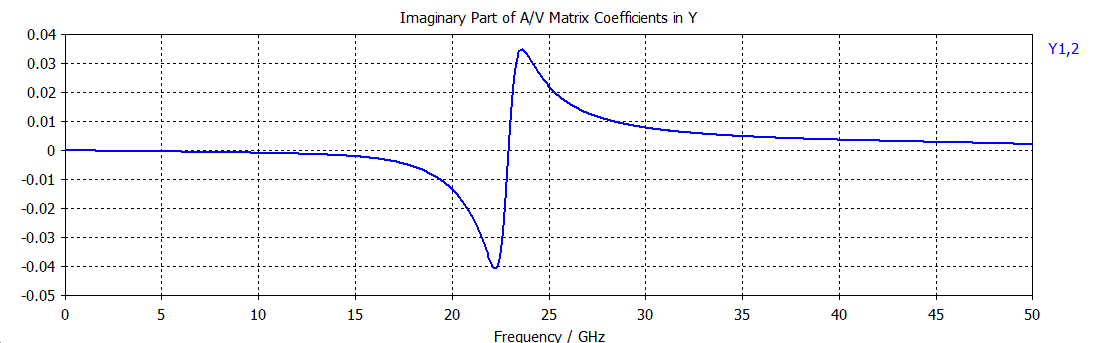 Imaginary Part of A/V Matrix Coefficients in Y
0.04
Y1,2
0.03
0.02
0.01
0
-0.01
-0.02
-0.03
-0.04
-0.05
0 5 10 15 20 25 30 35 40 45 50
Frequency / GHz